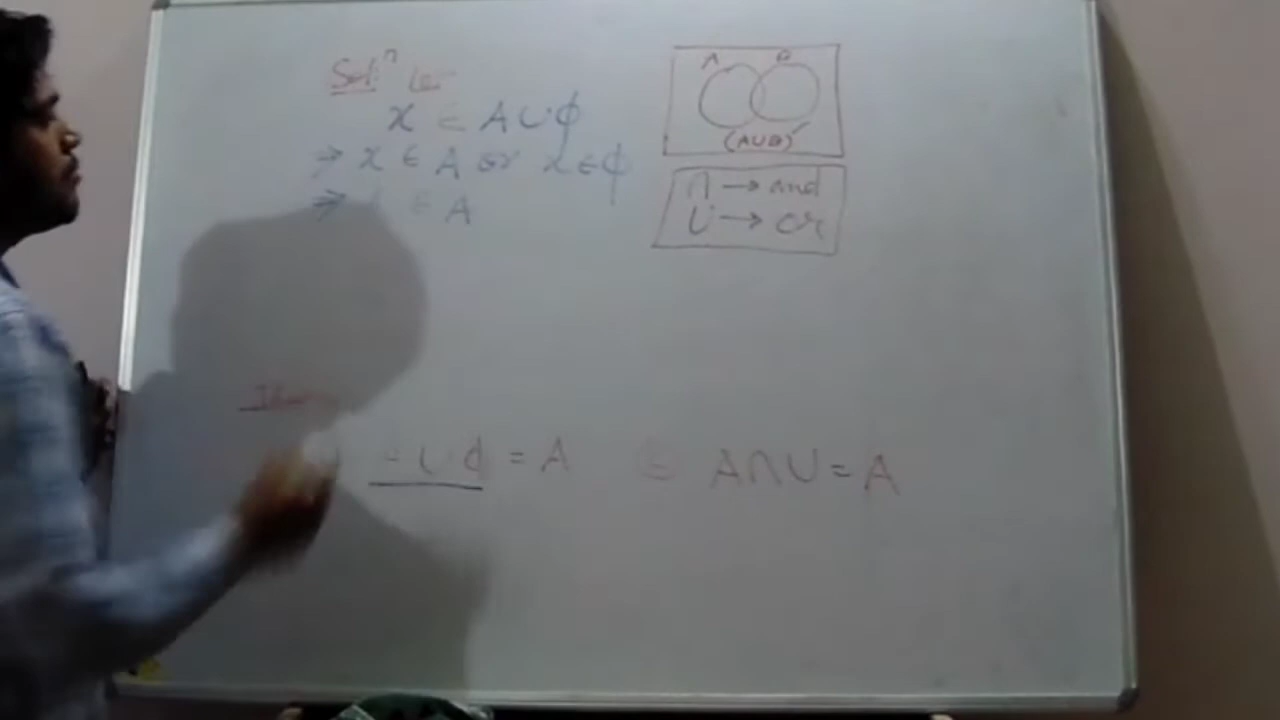 Solⁿ Let
x ∈ A ∪ ϕ
⇒ x ∈ A or x ∈ ϕ
⇒ x ∈ A
A B
(A∪B)
∩ → and
∪ → or
∪ ϕ = A
A ∩ U = A